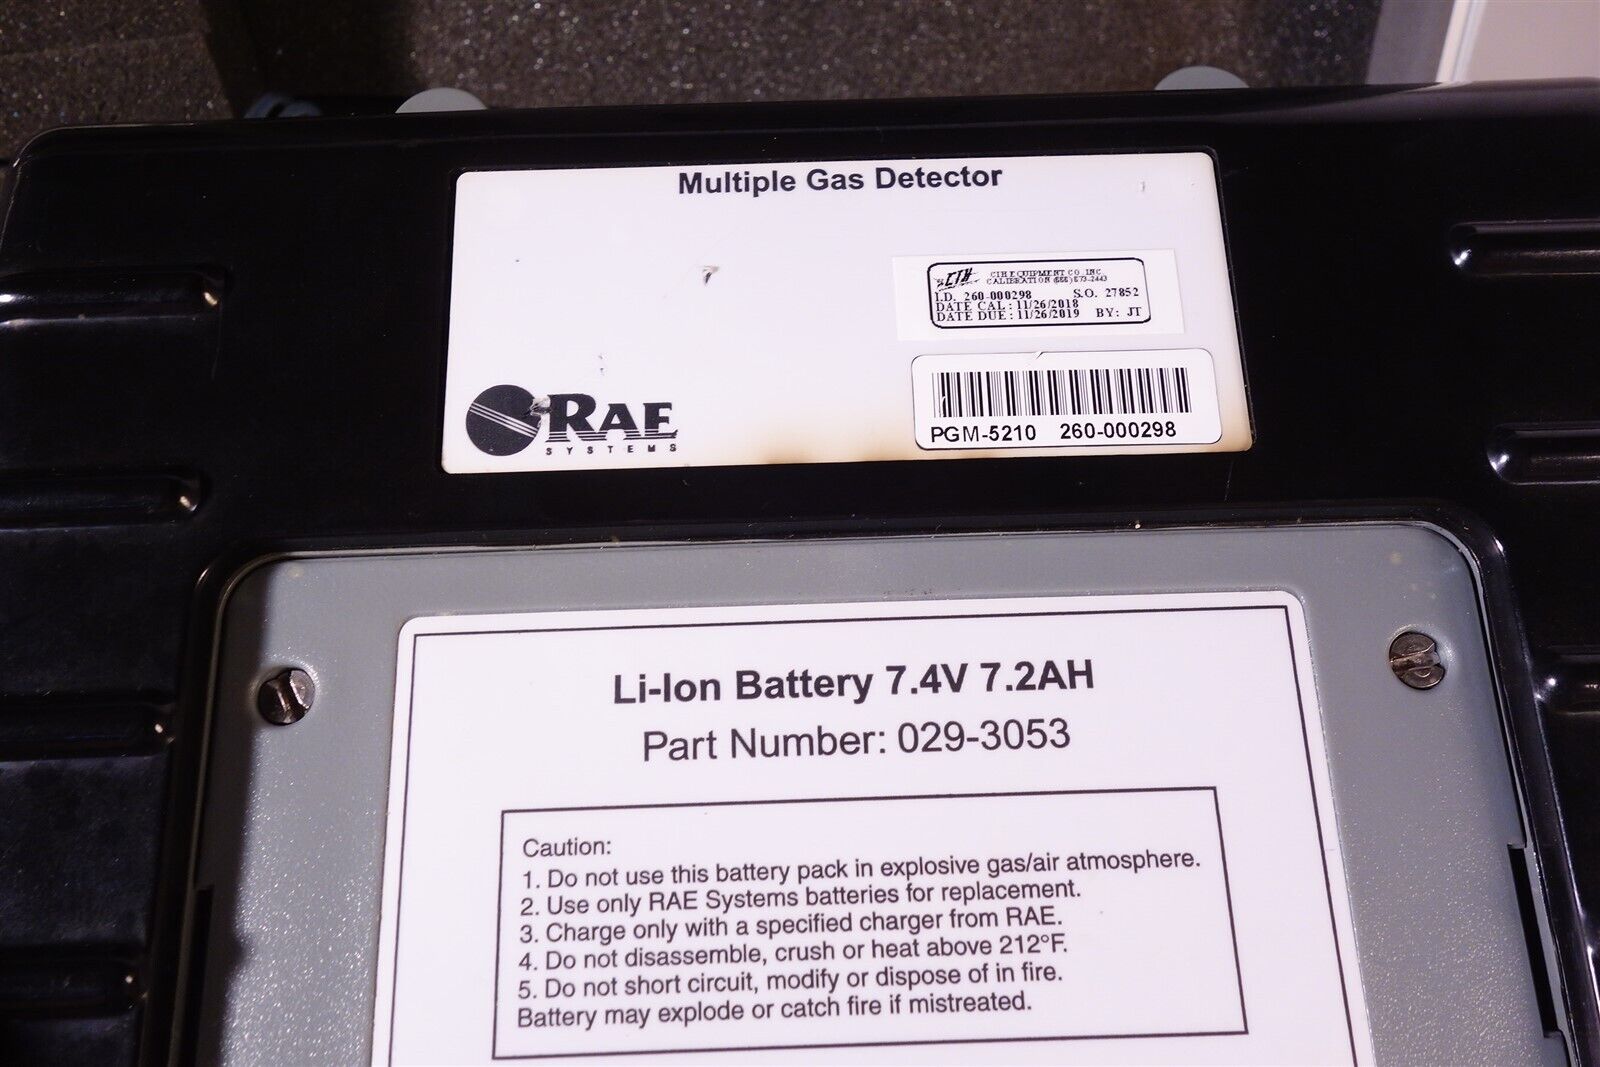 Multiple Gas Detector
CIH
CIH EQUIPMENT CO INC.
CALIBRATION 673-2443
I.D. 260-000298 S.O. 27852
DATE CAL: 11/26/2018
DATE DUE: 11/26/2019 BY: JT
RAE
SYSTEMS
PGM-5210 260-000298
Li-Ion Battery 7.4V 7.2AH
Part Number: 029-3053
Caution:
1. Do not use this battery pack in explosive gas/air atmosphere.
2. Use only RAE Systems batteries for replacement.
3. Charge only with a specified charger from RAE.
4. Do not disassemble, crush or heat above 212°F.
5. Do not short circuit, modify or dispose of in fire.
Battery may explode or catch fire if mistreated.